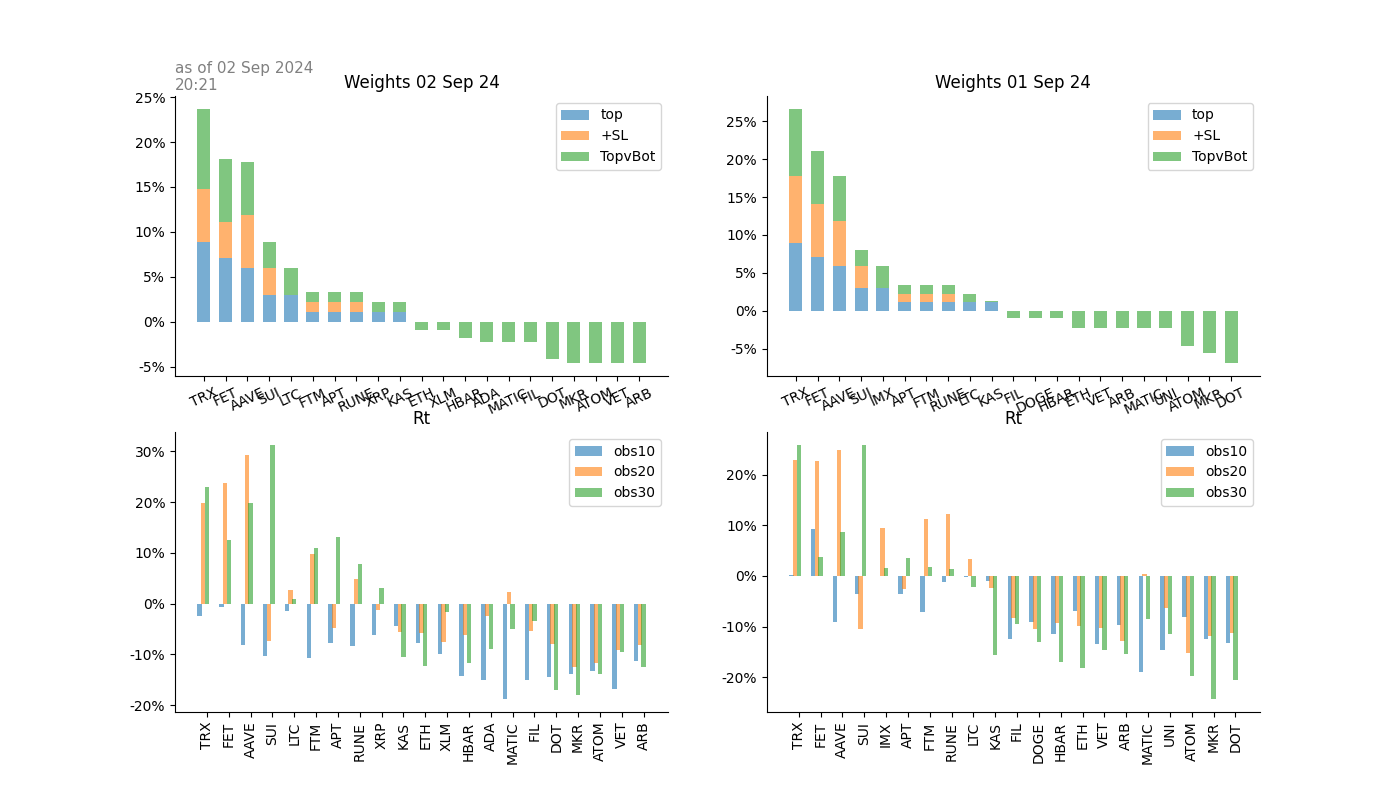 as of 02 Sep 2024
20:21
Weights 02 Sep 24
25%
20%
15%
10%
5%
0%
-5%
top
+SL
TopvBot
TRX FET AAVE SUI LTC FTM APT RUNE XRP KAS ETH XLM HBAR ADA MATIC FIL DOT MKR ATOM VET ARB
Weights 01 Sep 24
25%
20%
15%
10%
5%
0%
-5%
top
+SL
TopvBot
TRX FET AAVE SUI IMX APT FTM RUNE LTC KAS FIL DOGE HBAR ETH VET ARB MATIC UNI ATOM MKR DOT
Rt
30%
20%
10%
0%
-10%
-20%
obs10
obs20
obs30
TRX FET AAVE SUI LTC FTM APT RUNE XRP KAS ETH XLM HBAR ADA MATIC FIL DOT MKR ATOM VET ARB
Rt
20%
10%
0%
-10%
-20%
obs10
obs20
obs30
TRX FET AAVE SUI IMX APT FTM RUNE LTC KAS FIL DOGE HBAR ETH VET ARB MATIC UNI ATOM MKR DOT